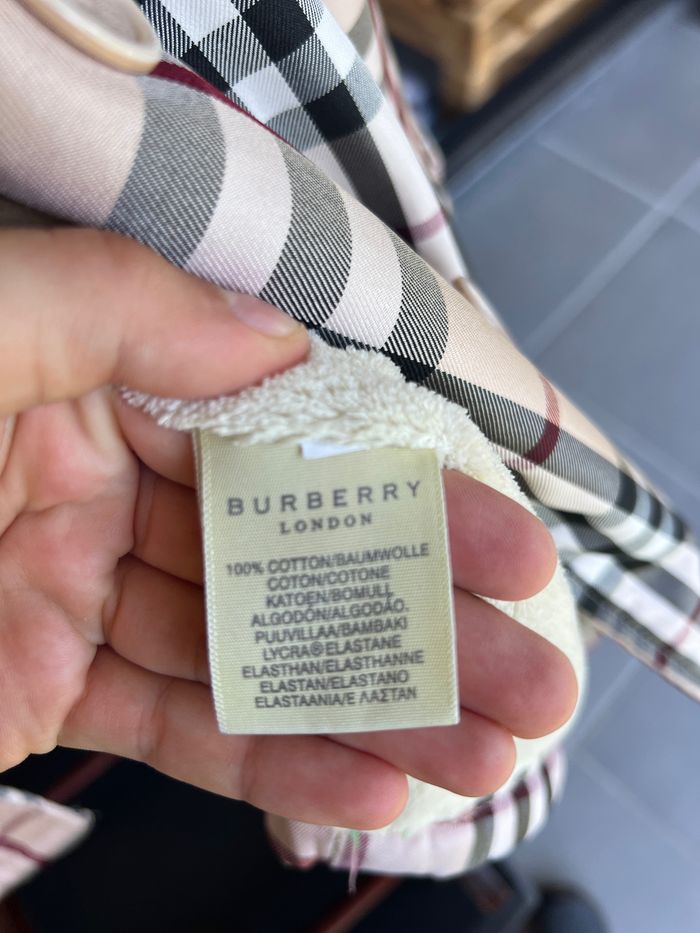 BURBERRY
LONDON
100% COTTON/BAUMWOLLE
COTON/COTONE
KATOEN/BOMULL
ALGODÓN/ALGODÃO.
PUUVILLAA/BAMBAKI
LYCRA®ELASTANE
ELASTHAN/ELASTHANNE
ELASTAN/ELASTANO
ELASTAANIA/E ΛΑΣΤΑΝ